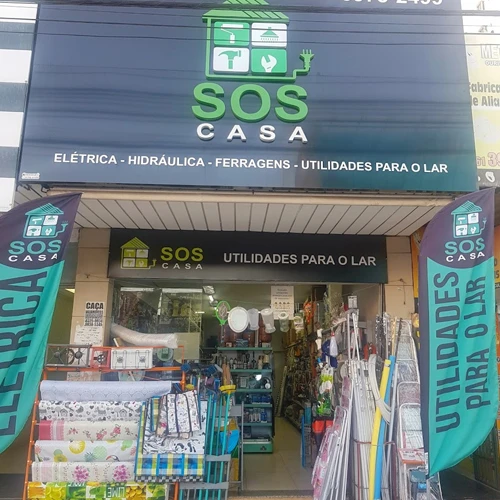 SOS
CASA
ELÉTRICA - HIDRÁULICA - FERRAGENS - UTILIDADES PARA O LAR
SOS
CASA
UTILIDADES PARA O LAR
SOS
CASA
ELÉTRICA
SOS
CASA
UTILIDADES
PARA O LAR
CAÇA